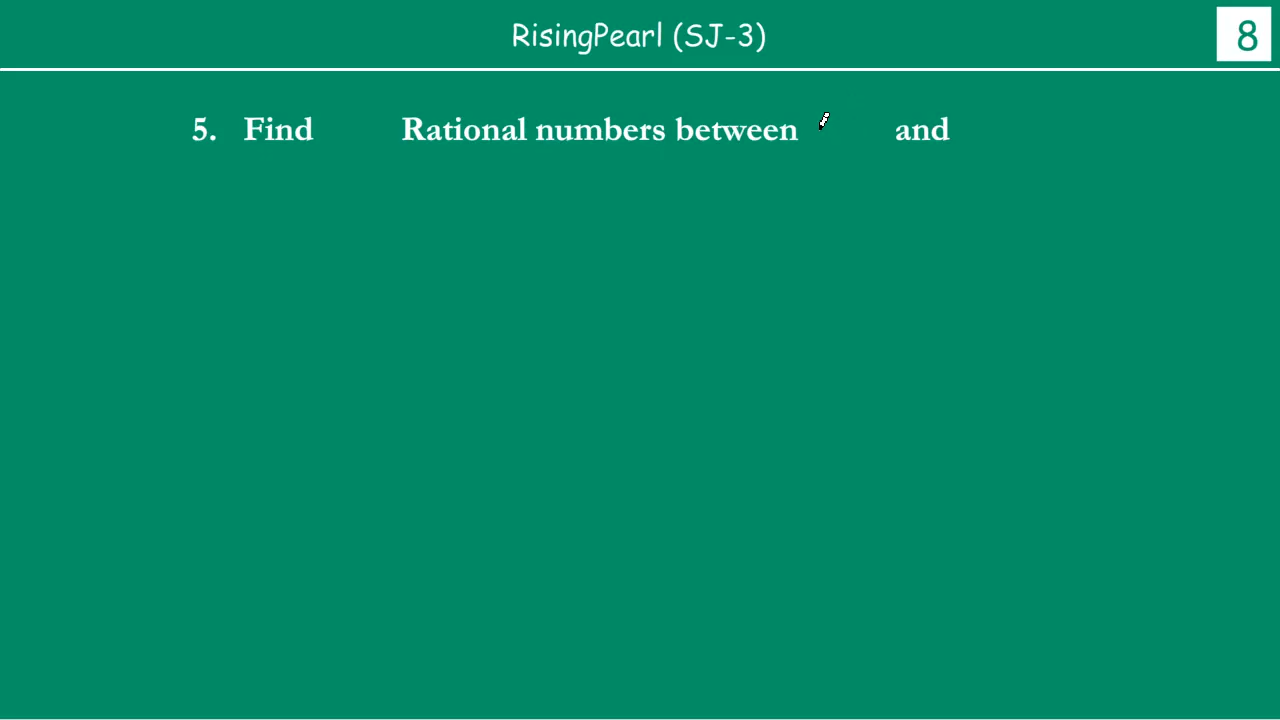 RisingPearl (SJ-3)
8
5. Find Rational numbers between and